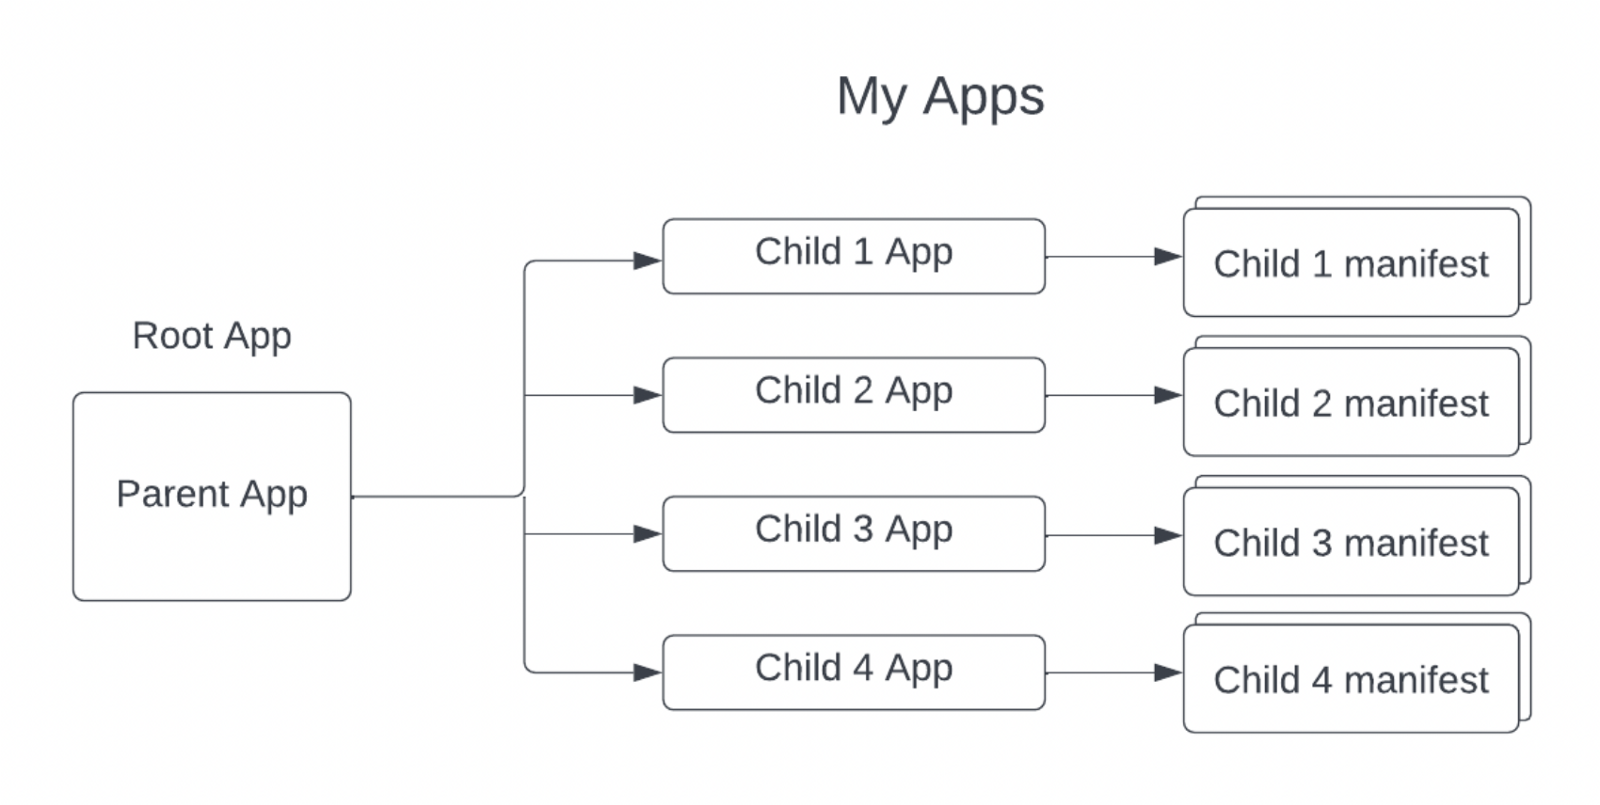 My Apps
Root App
Parent App
Child 1 App
Child 1 manifest
Child 2 App
Child 2 manifest
Child 3 App
Child 3 manifest
Child 4 App
Child 4 manifest